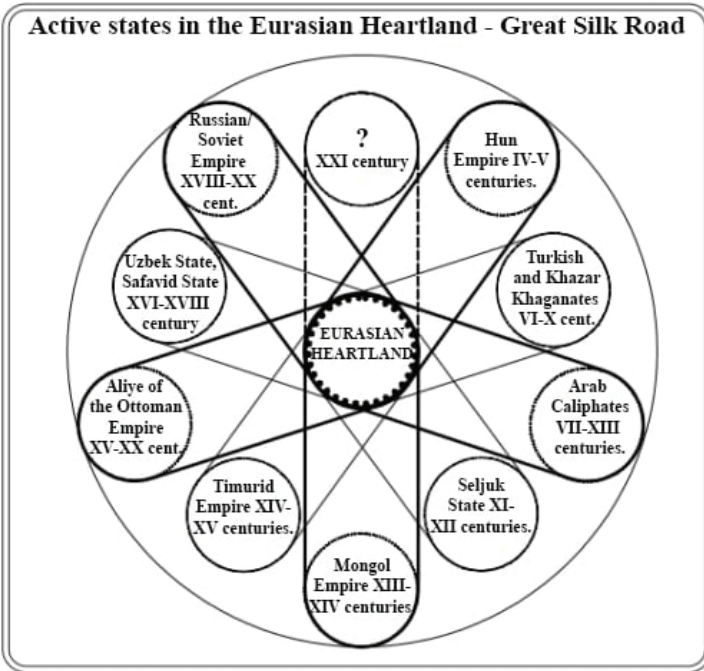 Active states in the Eurasian Heartland - Great Silk Road
?
XXI century
Hun
Empire IV-V
centuries.
Turkish
and Khazar
Khaganates
VI-X cent.
Arab
Caliphates
VII-XIII
centuries.
Seljuk
State XI-
XII centuries.
Mongol
Empire XIII-
XIV centuries
Timurid
Empire XIV-
XV centuries.
Aliye of
the Ottoman
Empire
XV-XX cent.
Uzbek State,
Safavid State
XVI-XVIII
century
Russian/
Soviet
Empire
XVIII-XX
cent.
EURASIAN
HEARTLAND